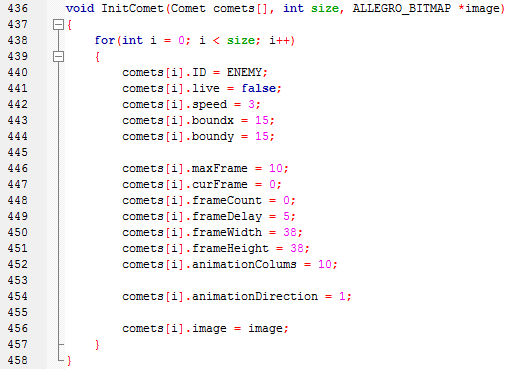 436 void InitComet(Comet comets[], int size, ALLEGRO_BITMAP *image)
437 {
438     for(int i = 0; i < size; i++)
439     {
440         comets[i].ID = ENEMY;
441         comets[i].live = false;
442         comets[i].speed = 3;
443         comets[i].boundx = 15;
444         comets[i].boundy = 15;
445
446         comets[i].maxFrame = 10;
447         comets[i].curFrame = 0;
448         comets[i].frameCount = 0;
449         comets[i].frameDelay = 5;
450         comets[i].frameWidth = 38;
451         comets[i].frameHeight = 38;
452         comets[i].animationColums = 10;
453
454         comets[i].animationDirection = 1;
455
456         comets[i].image = image;
457     }
458 }